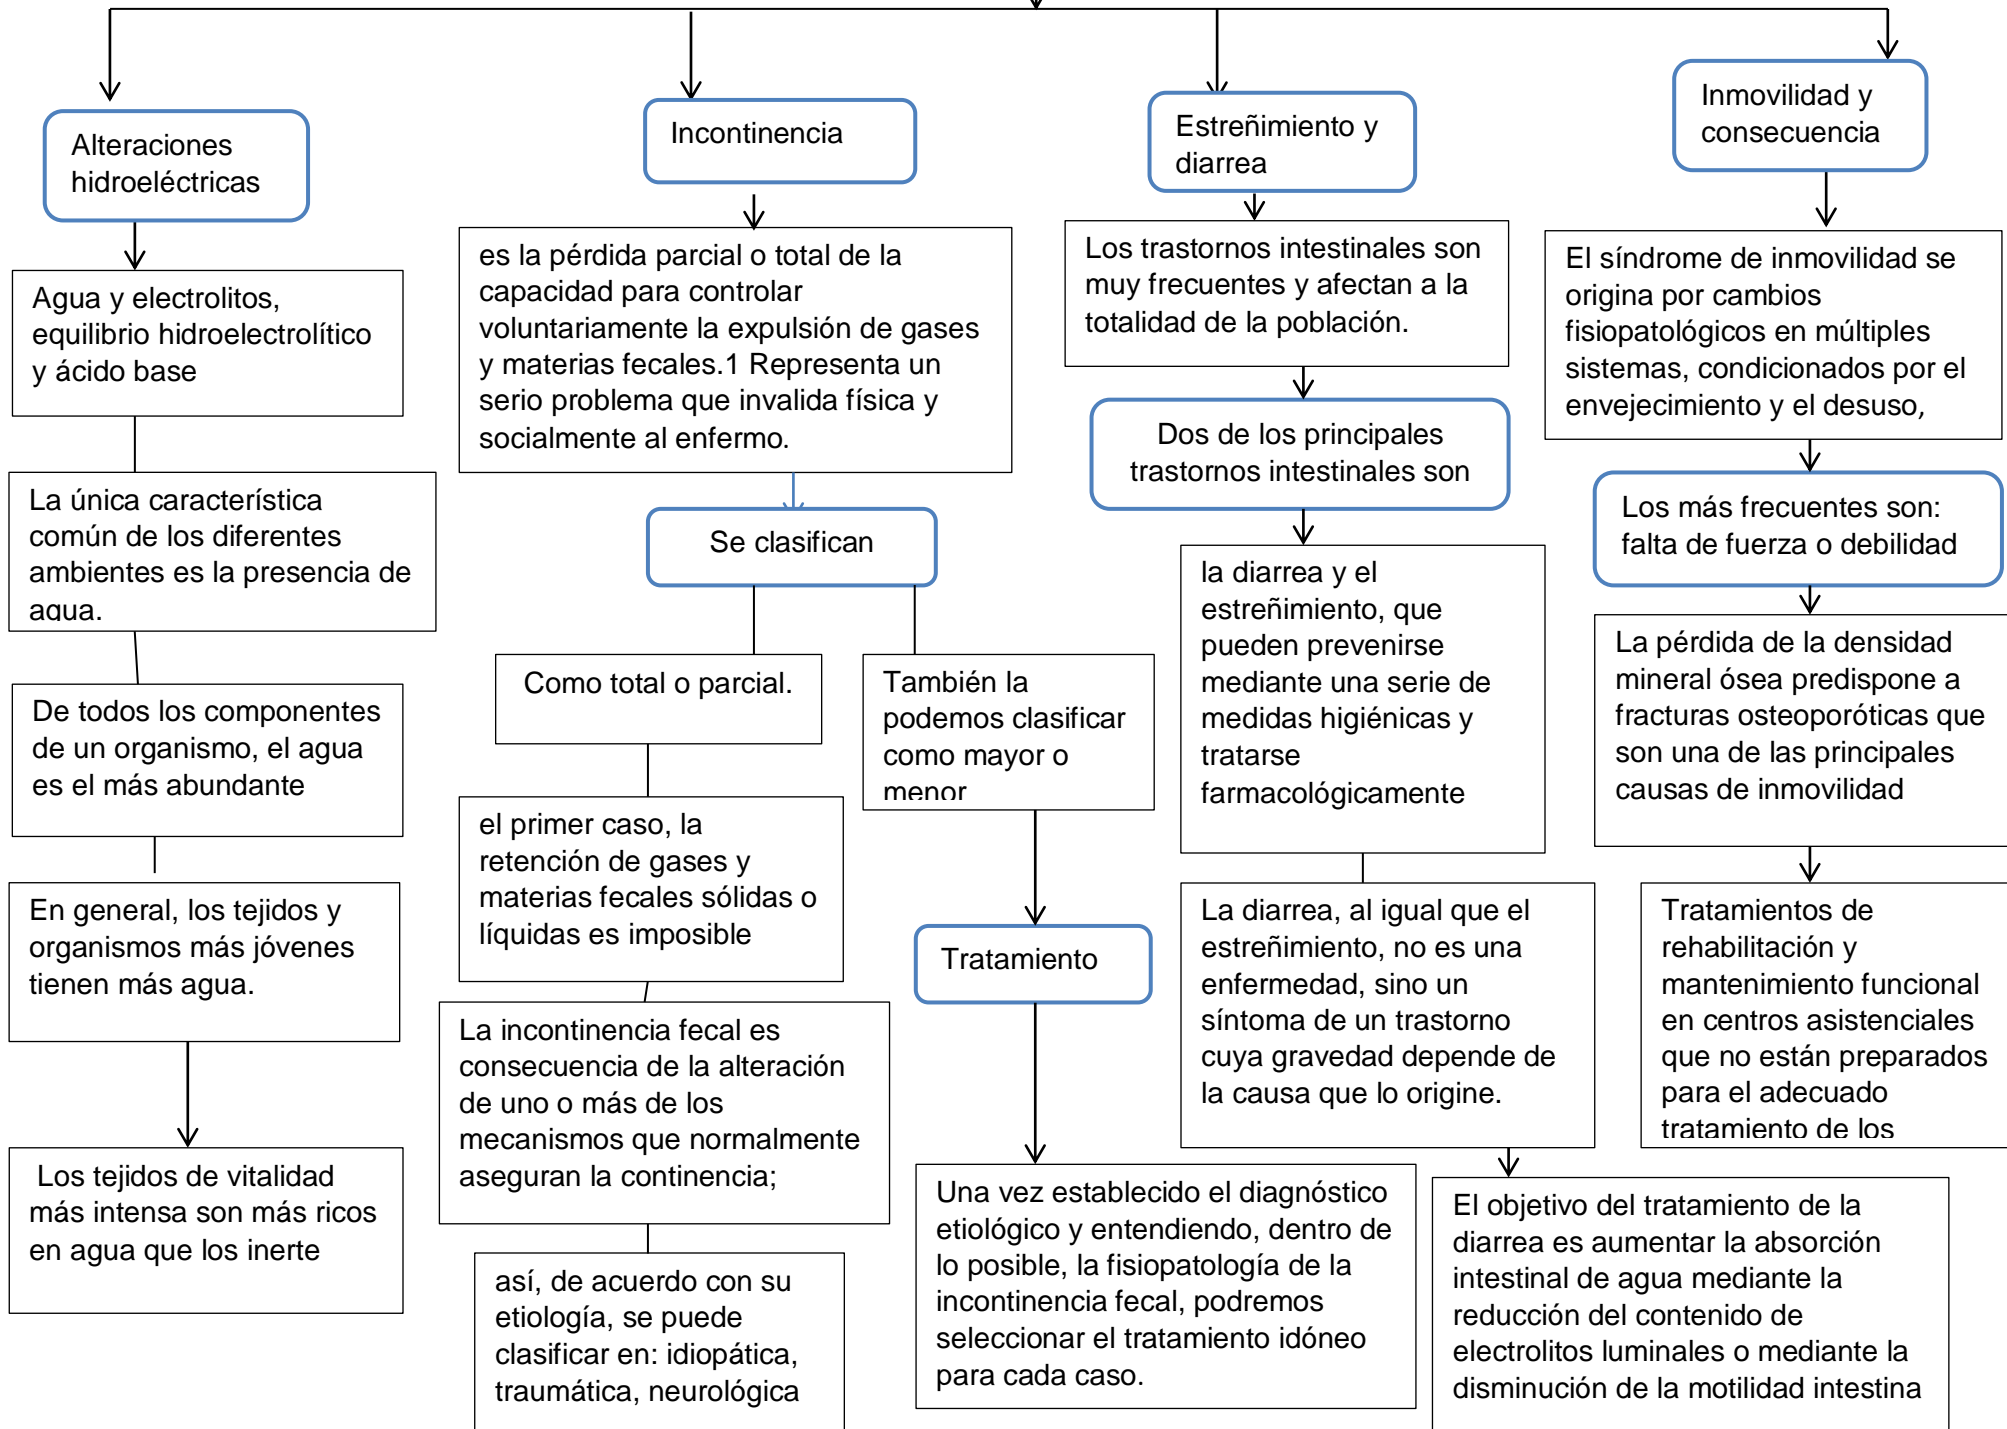 Alteraciones
hidroeléctricas
Agua y electrolitos,
equilibrio hidroelectrolítico
y ácido base
La única característica
común de los diferentes
ambientes es la presencia de
agua.
De todos los componentes
de un organismo, el agua
es el más abundante
En general, los tejidos y
organismos más jóvenes
tienen más agua.
Los tejidos de vitalidad
más intensa son más ricos
en agua que los inerte
Incontinencia
es la pérdida parcial o total de la
capacidad para controlar
voluntariamente la expulsión de gases
y materias fecales.1 Representa un
serio problema que invalida física y
socialmente al enfermo.
Se clasifican
Como total o parcial.
el primer caso, la
retención de gases y
materias fecales sólidas o
líquidas es imposible
La incontinencia fecal es
consecuencia de la alteración
de uno o más de los
mecanismos que normalmente
aseguran la continencia;
así, de acuerdo con su
etiología, se puede
clasificar en: idiopática,
traumática, neurológica
También la
podemos clasificar
como mayor o
menor
Tratamiento
Una vez establecido el diagnóstico
etiológico y entendiendo, dentro de
lo posible, la fisiopatología de la
incontinencia fecal, podremos
seleccionar el tratamiento idóneo
para cada caso.
Estreñimiento y
diarrea
Los trastornos intestinales son
muy frecuentes y afectan a la
totalidad de la población.
Dos de los principales
trastornos intestinales son
la diarrea y el
estreñimiento, que
pueden prevenirse
mediante una serie de
medidas higiénicas y
tratarse
farmacológicamente
La diarrea, al igual que el
estreñimiento, no es una
enfermedad, sino un
síntoma de un trastorno
cuya gravedad depende de
la causa que lo origine.
El objetivo del tratamiento de la
diarrea es aumentar la absorción
intestinal de agua mediante la
reducción del contenido de
electrolitos luminales o mediante la
disminución de la motilidad intestina
Inmovilidad y
consecuencia
El síndrome de inmovilidad se
origina por cambios
fisiopatológicos en múltiples
sistemas, condicionados por el
envejecimiento y el desuso,
Los más frecuentes son:
falta de fuerza o debilidad
La pérdida de la densidad
mineral ósea predispone a
fracturas osteoporóticas que
son una de las principales
causas de inmovilidad
Tratamientos de
rehabilitación y
mantenimiento funcional
en centros asistenciales
que no están preparados
para el adecuado
tratamiento de los